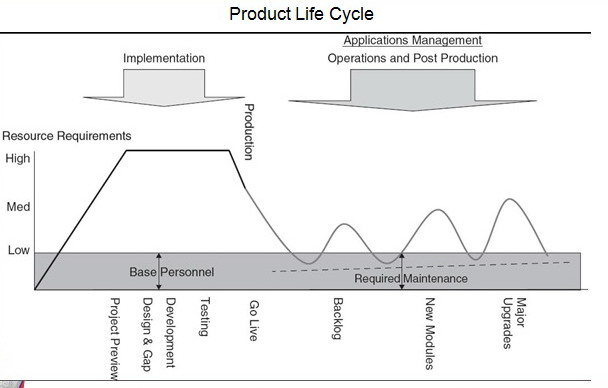 Product Life Cycle
Applications Management
Implementation
Operations and Post Production
Production
Resource Requirements
High
Med
Low
Base Personnel
Required Maintenance
Project Preview
Design & Gap
Development
Testing
Go Live
Backlog
New Modules
Major
Upgrades